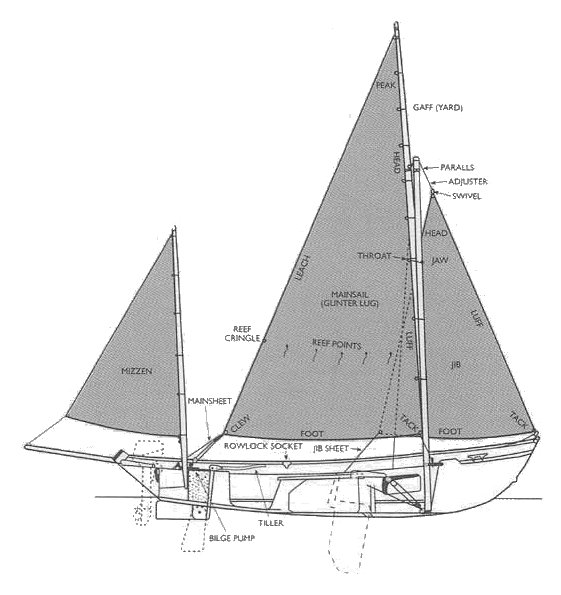 PEAK
GAFF (YARD)
HEAD
PARALLS
ADJUSTER
SWIVEL
HEAD
THROAT
JAW
LEACH
MAINSAIL
(GUNTER LUG)
LUFF
REEF
CRINGLE
REEF POINTS
LUFF
JIB
MIZZEN
MAINSHEET
CLEW
FOOT
TACK
FOOT
TACK
ROWLOCK SOCKET
JIB SHEET
TILLER
BILGE PUMP